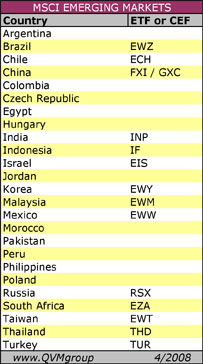 MSCI EMERGING MARKETS
Country ETF or CEF
Argentina
Brazil EWZ
Chile ECH
China FXI / GXC
Colombia
Czech Republic
Egypt
Hungary
India INP
Indonesia IF
Israel EIS
Jordan
Korea EWY
Malaysia EWM
Mexico EWW
Morocco
Pakistan
Peru
Philippines
Poland
Russia RSX
South Africa EZA
Taiwan EWT
Thailand THD
Turkey TUR
www.QVMgroup 4/2008